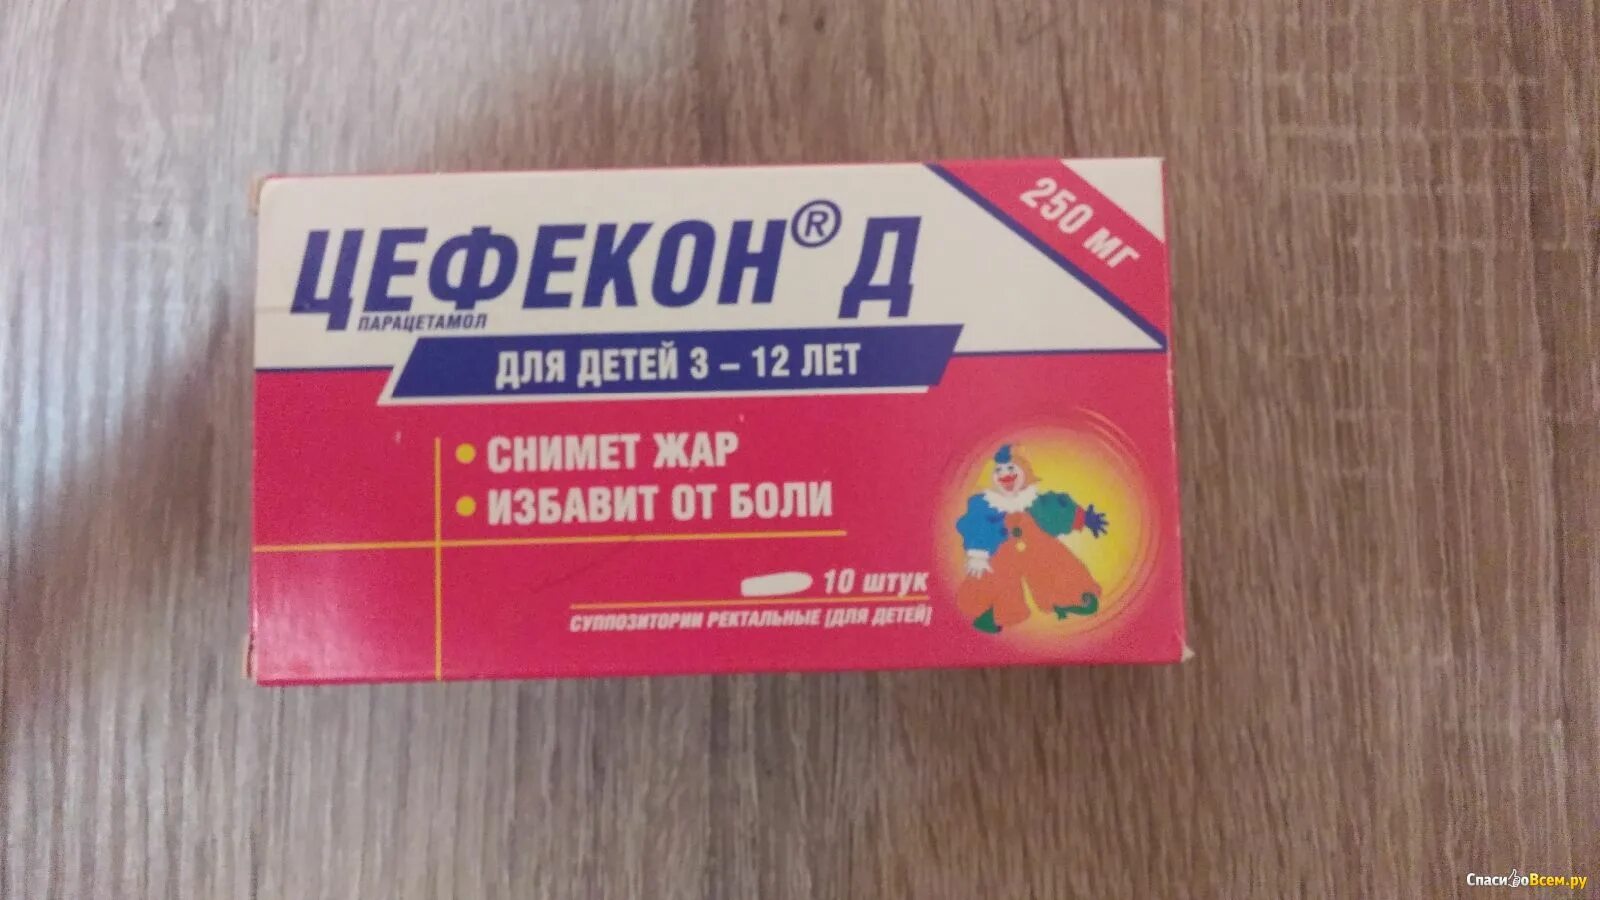 ЦЕФЕКОН® Д
250 МГ
ПАРАЦЕТАМОЛ
ДЛЯ ДЕТЕЙ 3 – 12 ЛЕТ
• СНИМЕТ ЖАР
• ИЗБАВИТ ОТ БОЛИ
10 ШТУК
СУППОЗИТОРИИ РЕКТАЛЬНЫЕ (ДЛЯ ДЕТЕЙ)
СпасибоВсем.ру